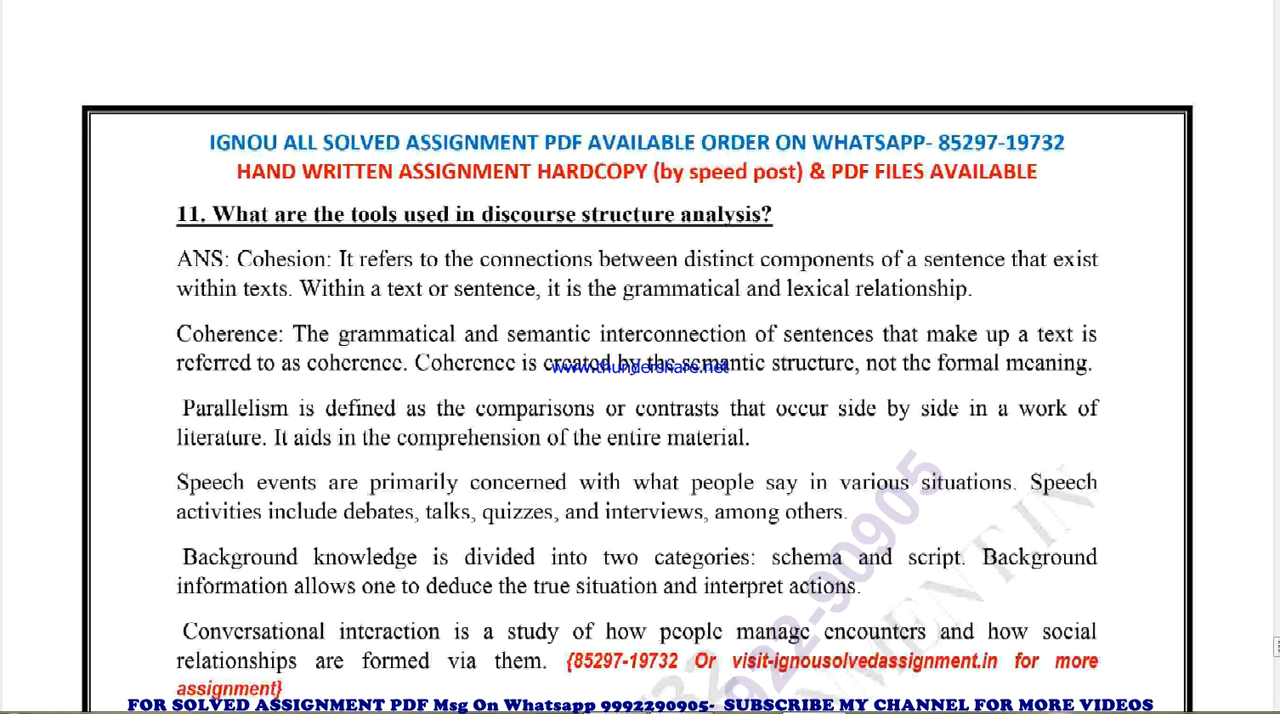 IGNOU ALL SOLVED ASSIGNMENT PDF AVAILABLE ORDER ON WHATSAPP- 85297-19732
HAND WRITTEN ASSIGNMENT HARDCOPY (by speed post) & PDF FILES AVAILABLE
11. What are the tools used in discourse structure analysis?
ANS: Cohesion: It refers to the connections between distinct components of a sentence that exist
within texts. Within a text or sentence, it is the grammatical and lexical relationship.
Coherence: The grammatical and semantic interconnection of sentences that make up a text is
referred to as coherence. Coherence is created by the semantic structure, not the formal meaning.
www.thundershare.net
Parallelism is defined as the comparisons or contrasts that occur side by side in a work of
literature. It aids in the comprehension of the entire material.
Speech events are primarily concerned with what people say in various situations. Speech
activities include debates, talks, quizzes, and interviews, among others.
Background knowledge is divided into two categories: schema and script. Background
information allows one to deduce the true situation and interpret actions.
Conversational interaction is a study of how people manage encounters and how social
relationships are formed via them. {85297-19732 Or visit-ignousolvedassignment.in for more
assignment}
FOR SOLVED ASSIGNMENT PDF Msg On Whatsapp 9992290905- SUBSCRIBE MY CHANNEL FOR MORE VIDEOS